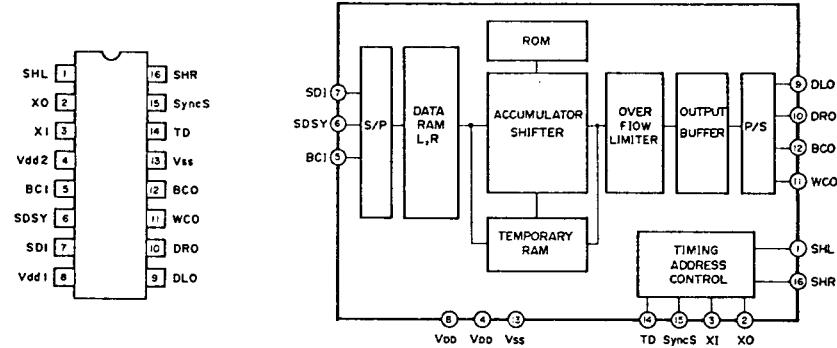 SHL 1 16 SHR
XO 2 15 SyncS
XI 3 14 TD
Vdd2 4 13 Vss
BCI 5 12 BCO
SDSY 6 11 WCO
SDI 7 10 DRO
Vdd1 8 9 DLO
ROM
SDI 7
SDSY 6
BCI 5
S/P
DATA
RAM
L,R
ACCUMULATOR
SHIFTER
OVER
FLOW
LIMITER
OUTPUT
BUFFER
P/S
9 DLO
10 DRO
12 BCO
11 WCO
TEMPORARY
RAM
TIMING
ADDRESS
CONTROL
1 SHL
16 SHR
8 4 13
VDD VDD Vss
14 15 3 2
TD SyncS XI XO